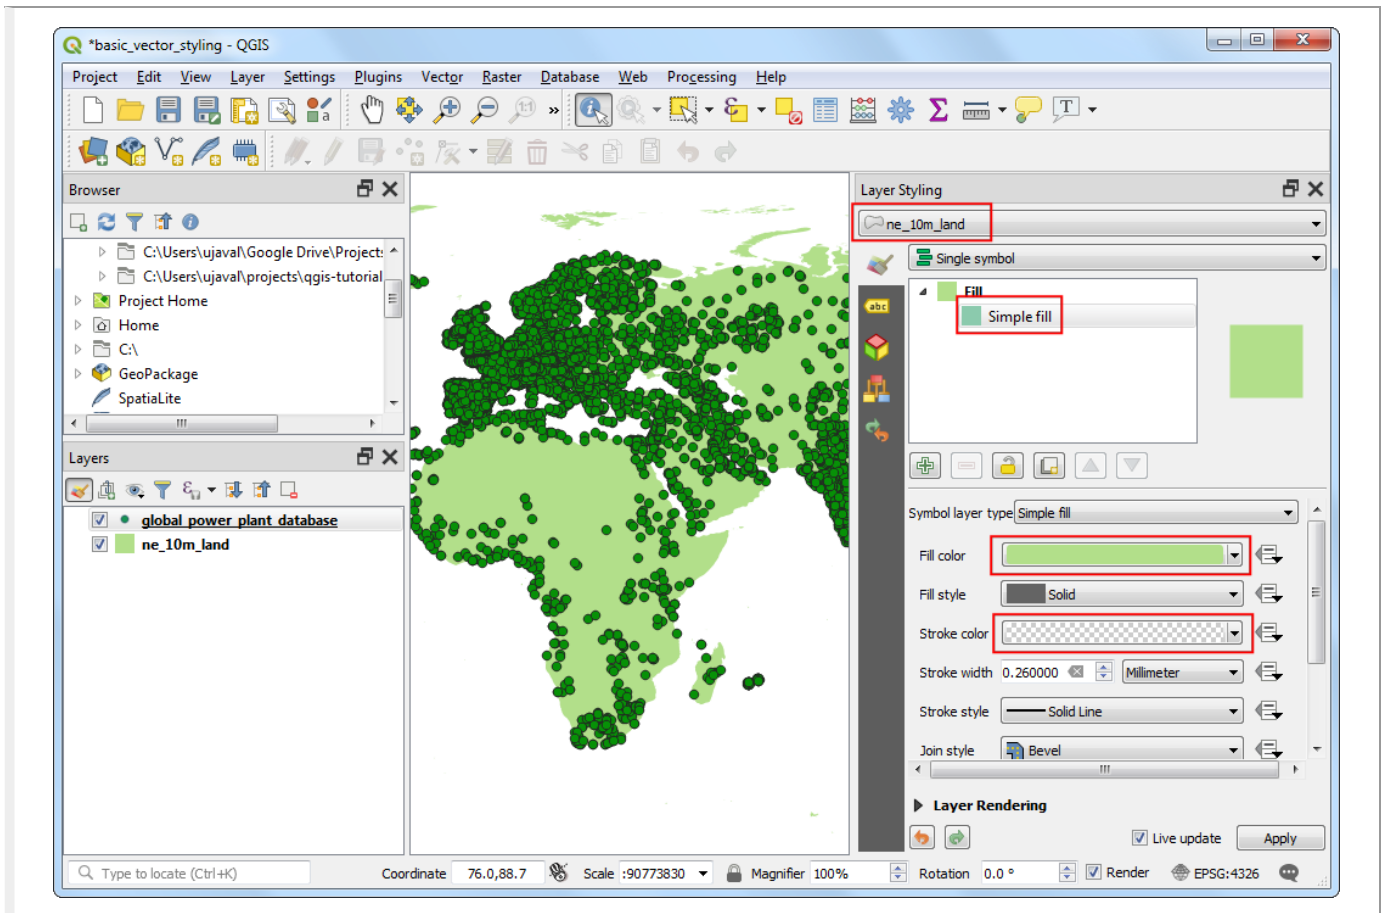 *basic_vector_styling - QGIS
Project Edit View Layer Settings Plugins Vector Raster Database Web Processing Help
1:1
»
a
T
Browser
C:\Users\ujaval\Google Drive\Project:
C:\Users\ujaval\projects\qgis-tutorial
Project Home
Home
C:\
GeoPackage
SpatiaLite
Layers
global_power_plant_database
ne_10m_land
Layer Styling
ne_10m_land
Single symbol
abc
Fill
Simple fill
Symbol layer type Simple fill
Fill color
Fill style Solid
Stroke color
Stroke width 0.260000 Millimeter
Stroke style Solid Line
Join style Bevel
Layer Rendering
Live update Apply
Type to locate (Ctrl+K) Coordinate 76.0,88.7 Scale :90773830 Magnifier 100% Rotation 0.0 ° Render EPSG:4326